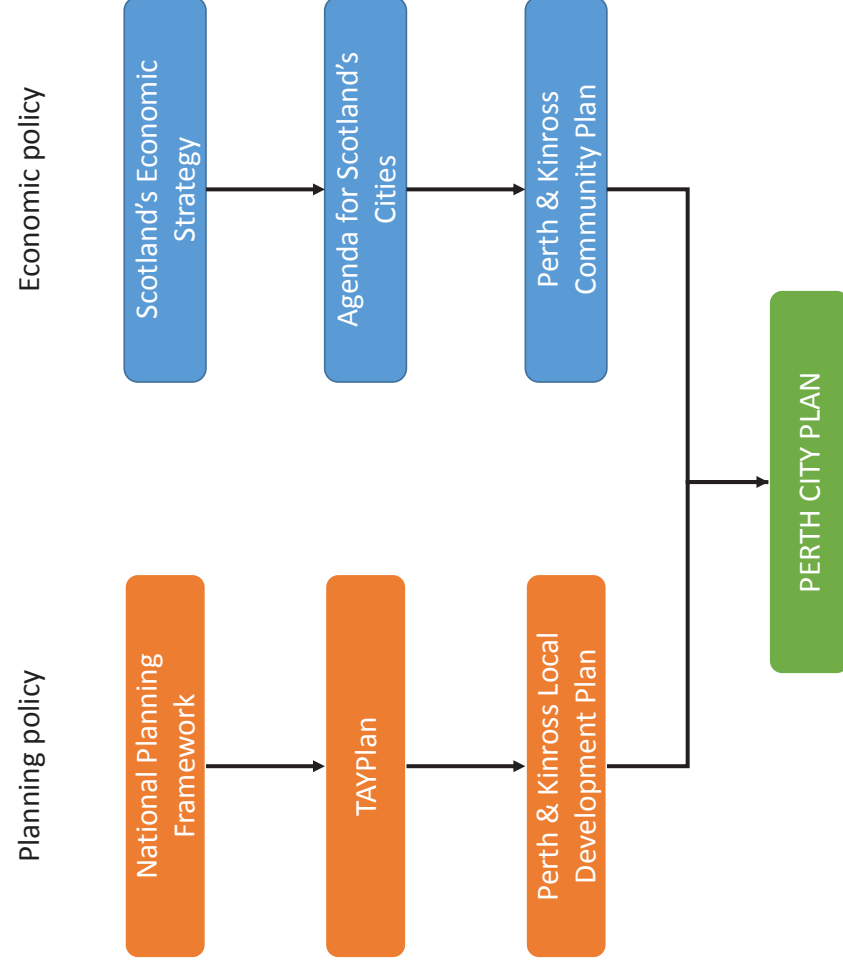 Planning policy
Economic policy
National Planning
Framework
Scotland's Economic
Strategy
TAYPlan
Agenda for Scotland's
Cities
Perth & Kinross Local
Development Plan
Perth & Kinross
Community Plan
PERTH CITY PLAN